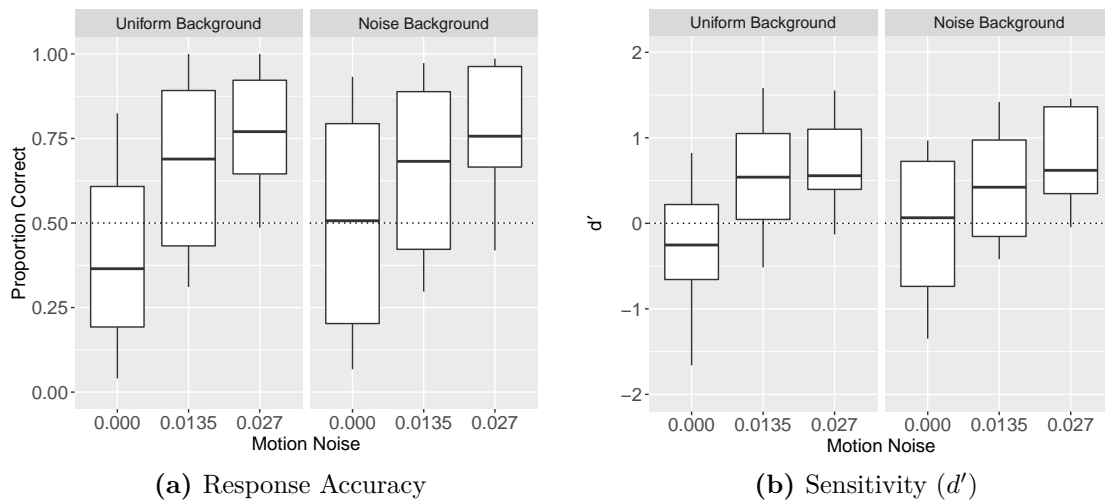 Uniform Background
Noise Background
1.00
0.75
0.50
0.25
0.00
Proportion Correct
0.000
0.0135
0.027
0.000
0.0135
0.027
Motion Noise
(a) Response Accuracy
Uniform Background
Noise Background
2
1
0
−1
−2
d′
0.000
0.0135
0.027
0.000
0.0135
0.027
Motion Noise
(b) Sensitivity (d′)